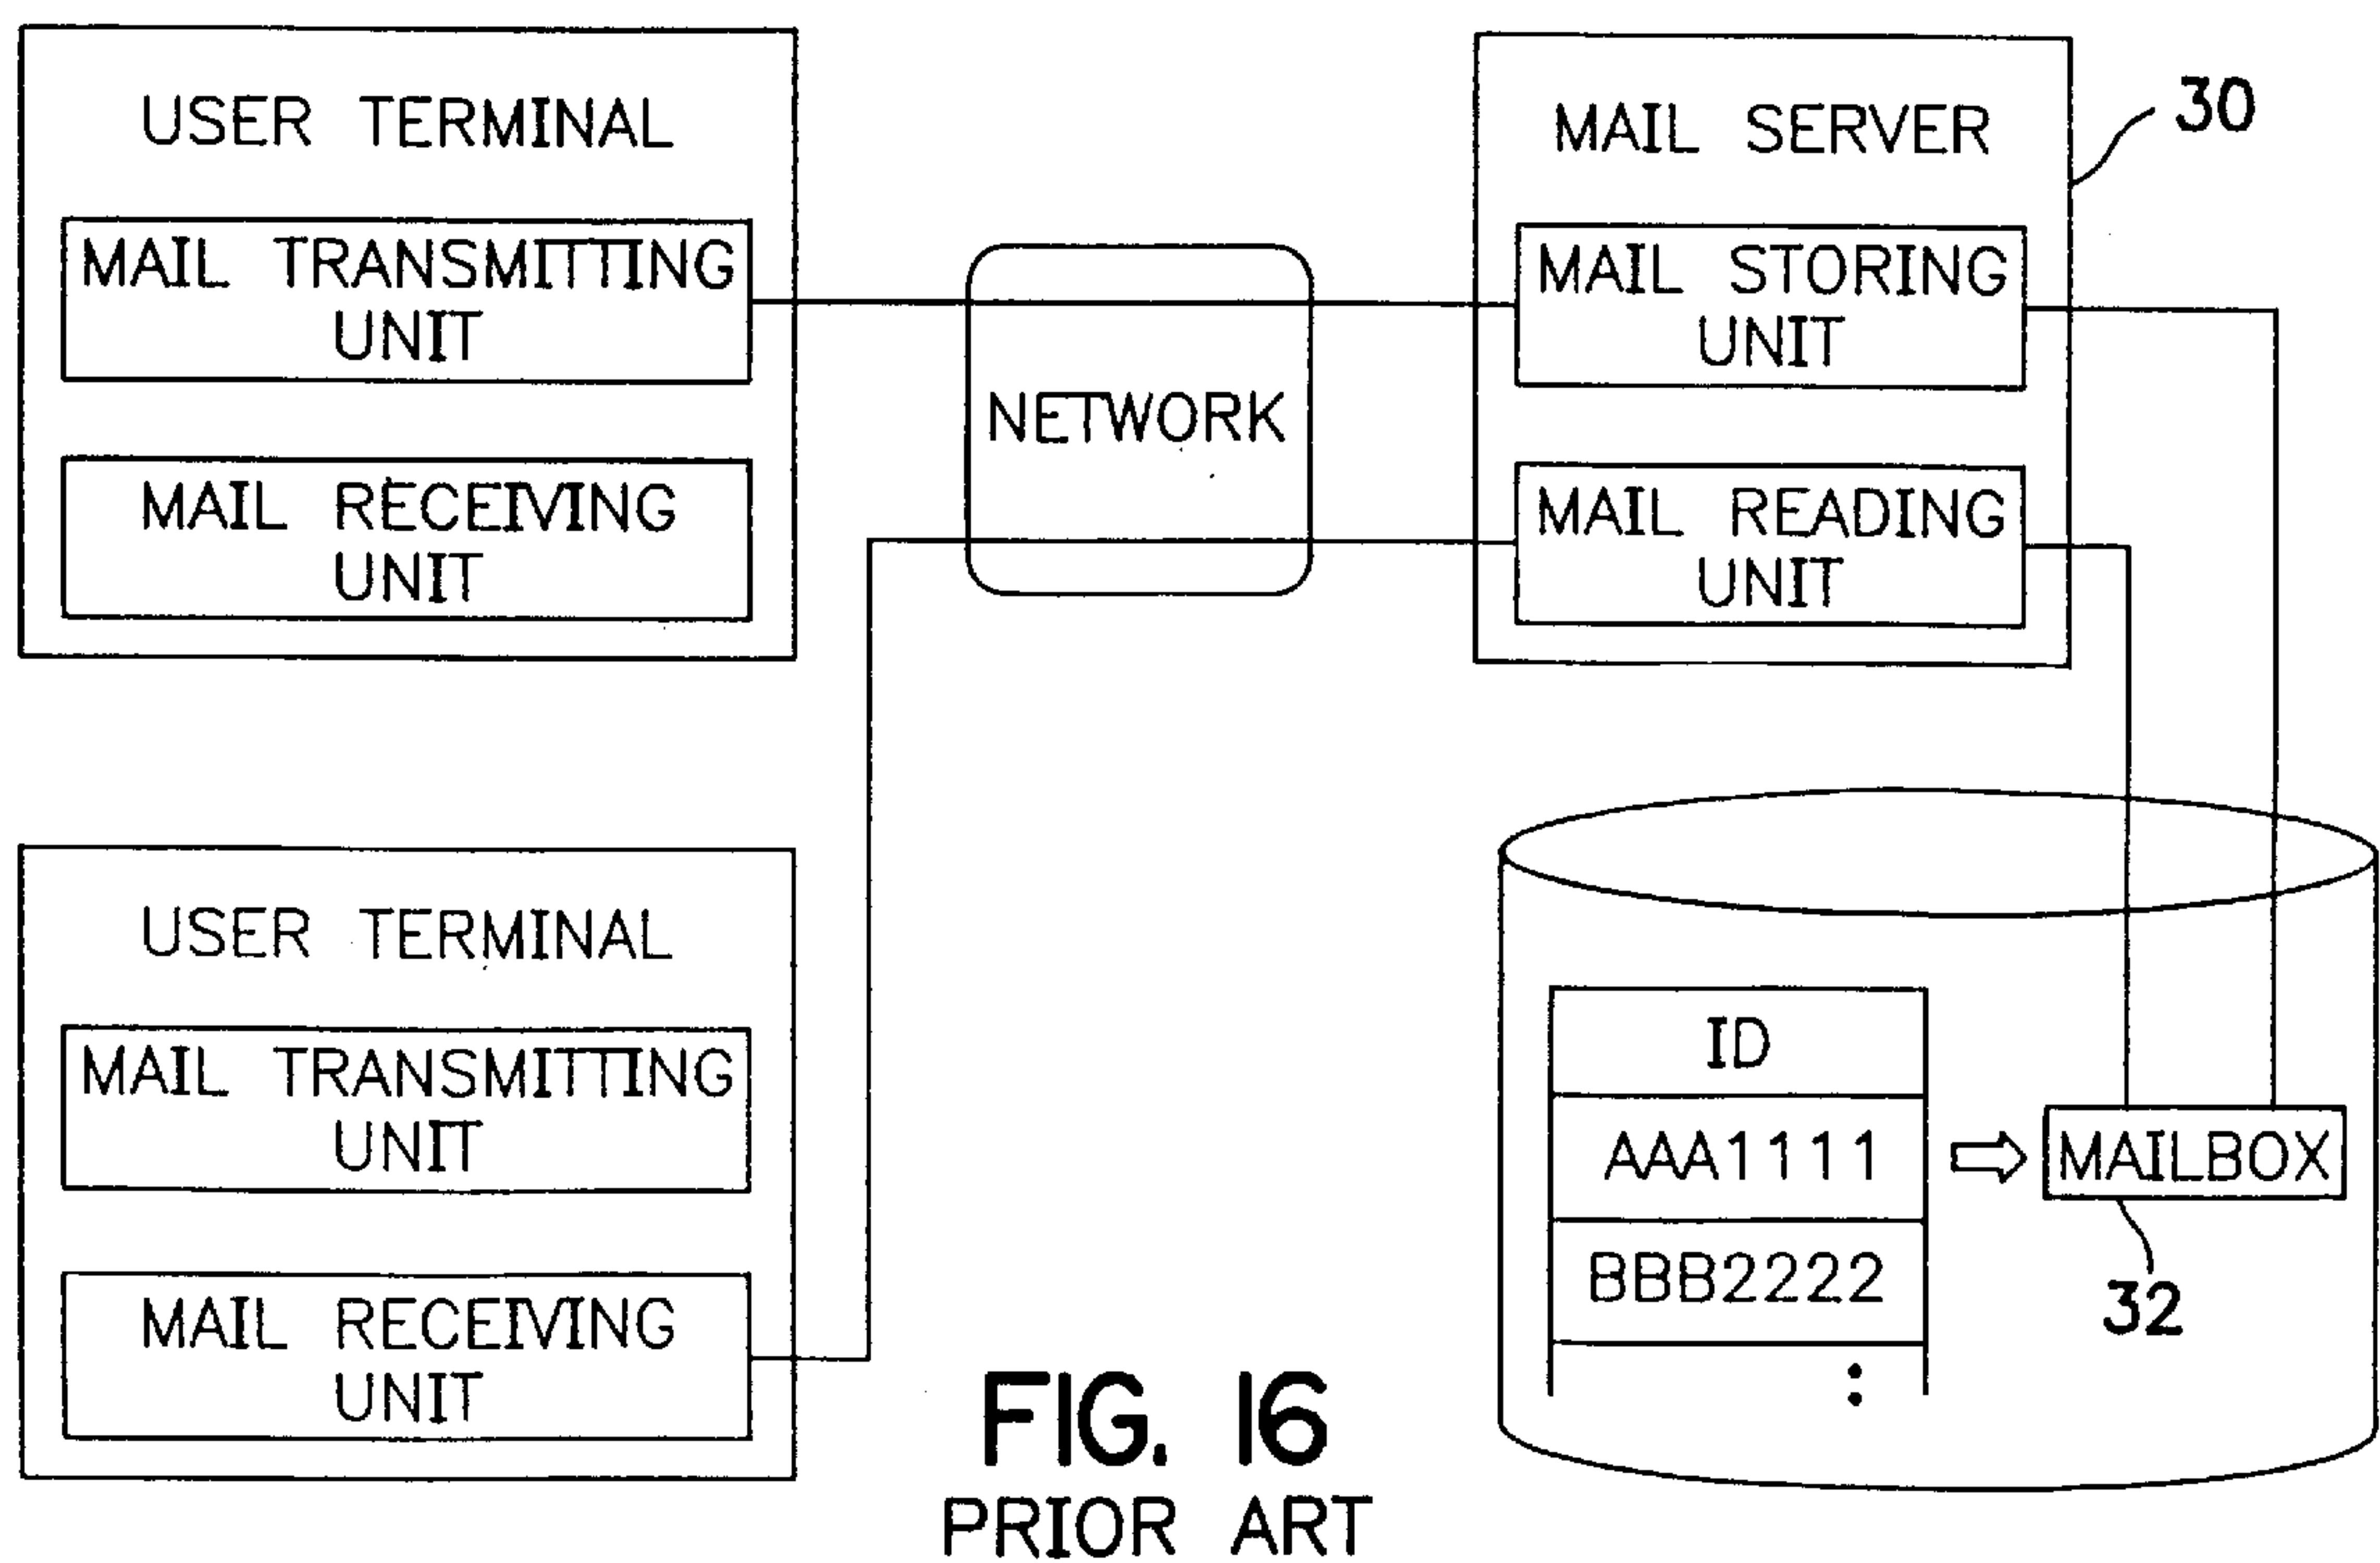 USER TERMINAL
MAIL TRANSMITTING
UNIT
MAIL RECEIVING
UNIT
NETWORK
MAIL SERVER
30
MAIL STORING
UNIT
MAIL READING
UNIT
USER TERMINAL
MAIL TRANSMITTING
UNIT
MAIL RECEIVING
UNIT
ID
AAA1111
BBB2222
:
MAILBOX
32
FIG. 16
PRIOR ART